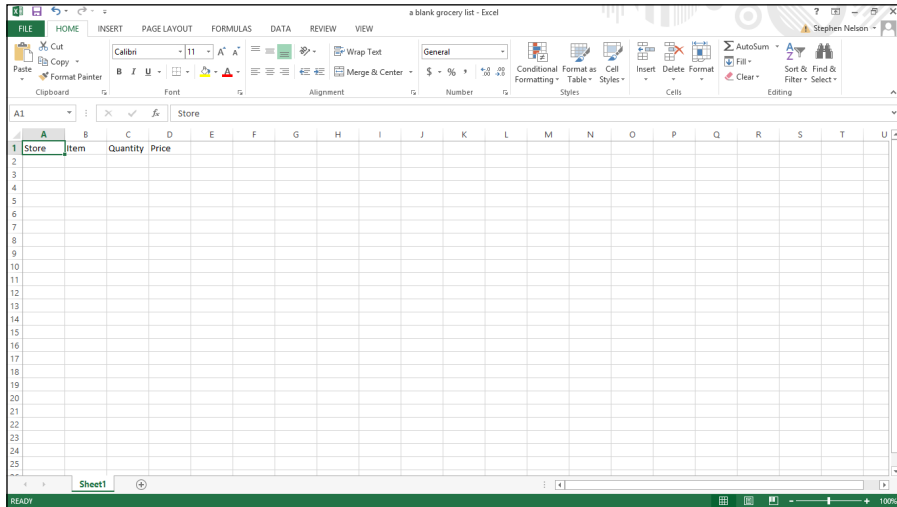 a blank grocery list - Excel
FILE HOME INSERT PAGE LAYOUT FORMULAS DATA REVIEW VIEW Stephen Nelson
Paste
Cut
Copy
Format Painter
Clipboard
Calibri 11 A A
B I U A
Font
Wrap Text
Merge & Center
Alignment
General
$ % , .00 .0
Number
Conditional Formatting
Format as Table
Cell Styles
Styles
Insert Delete Format
Cells
AutoSum
Fill
Clear
Sort & Filter
Find & Select
Editing
A1 fx Store
A B C D E F G H I J K L M N O P Q R S T U
1 Store Item Quantity Price
2
3
4
5
6
7
8
9
10
11
12
13
14
15
16
17
18
19
20
21
22
23
24
25
Sheet1
READY 100%